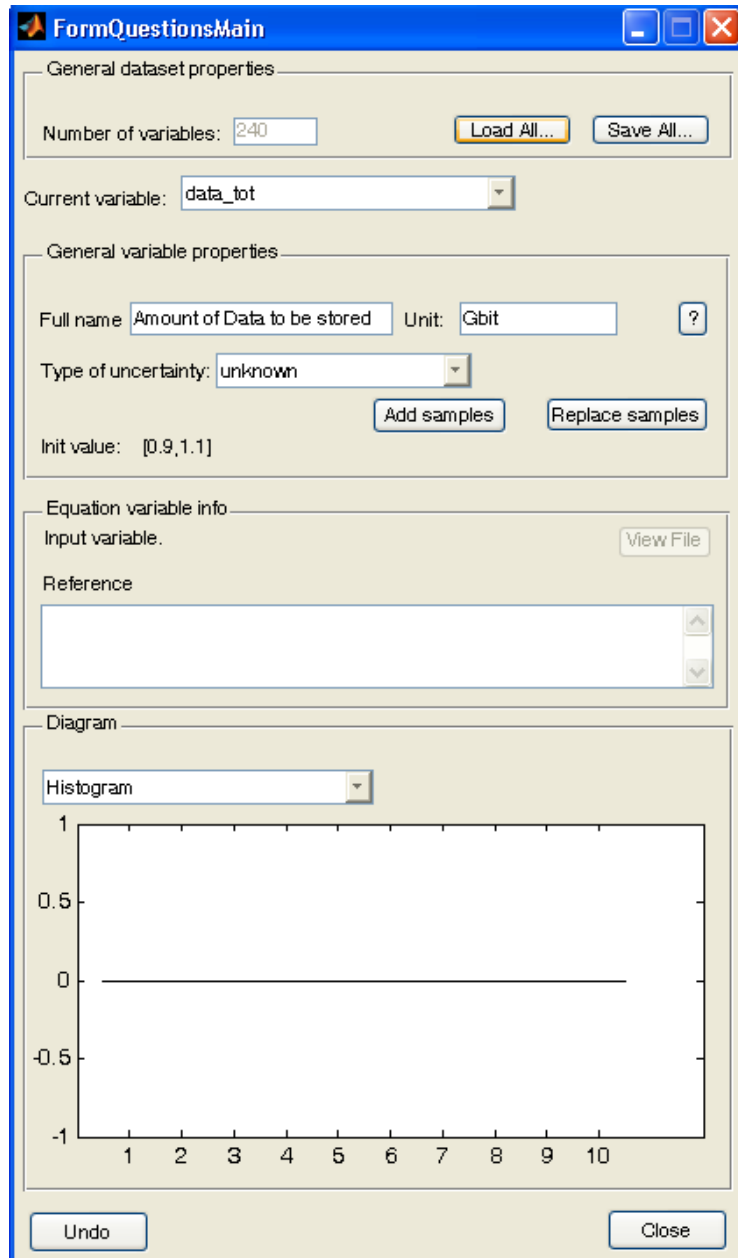 FormQuestionsMain
General dataset properties
Number of variables: 240 Load All... Save All...
Current variable: data_tot
General variable properties
Full name Amount of Data to be stored Unit: Gbit ?
Type of uncertainty: unknown
Add samples Replace samples
Init value: [0.9,1.1]
Equation variable info
Input variable. View File
Reference
Diagram
Histogram
1
0.5
0
-0.5
-1
1 2 3 4 5 6 7 8 9 10
Undo Close